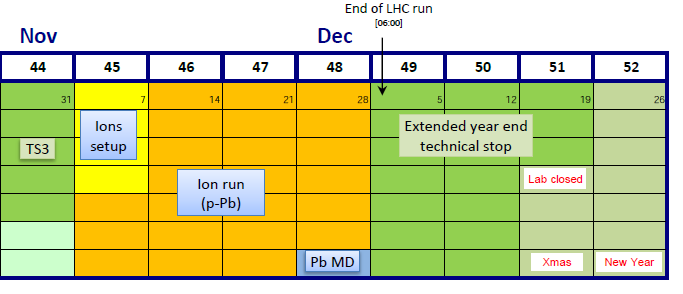 End of LHC run
[06:00]
Nov
Dec
44 45 46 47 48 49 50 51 52
31 7 14 21 28 5 12 19 26
Ions
setup
TS3
Extended year end
technical stop
Ion run
(p-Pb)
Lab closed
Pb MD
Xmas
New Year